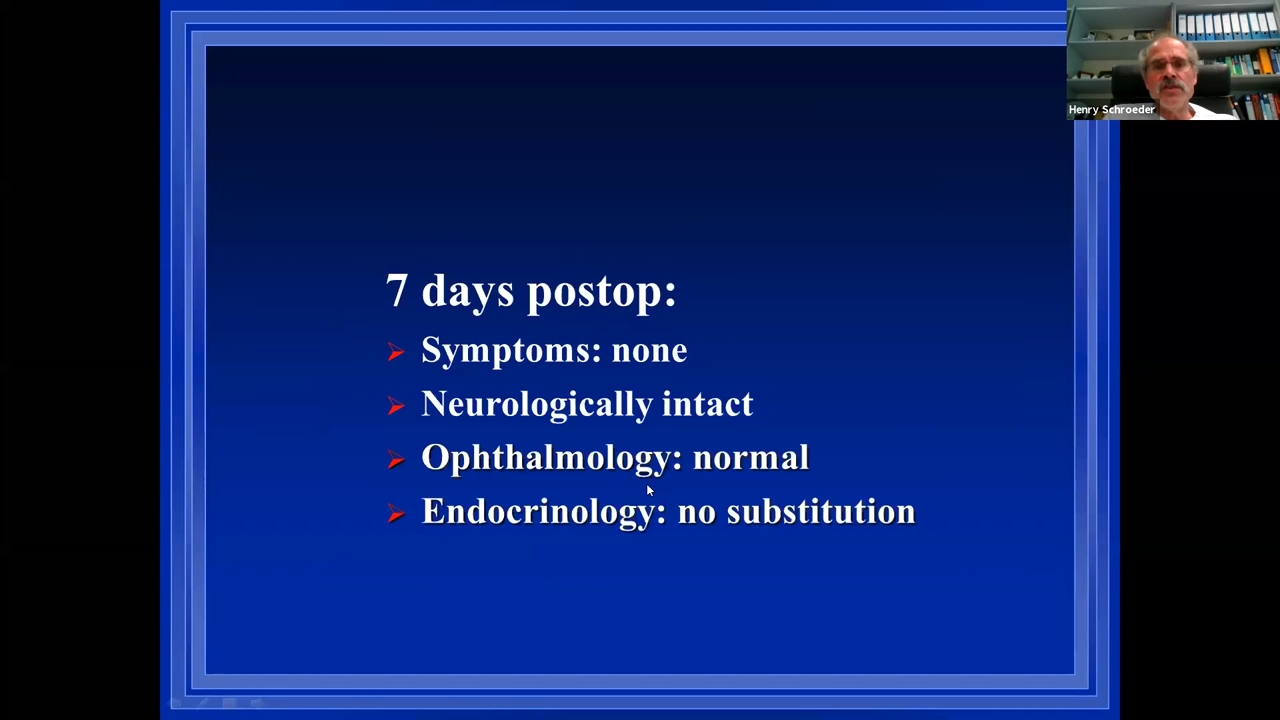 Henry Schroeder
7 days postop:
Symptoms: none
Neurologically intact
Ophthalmology: normal
Endocrinology: no substitution